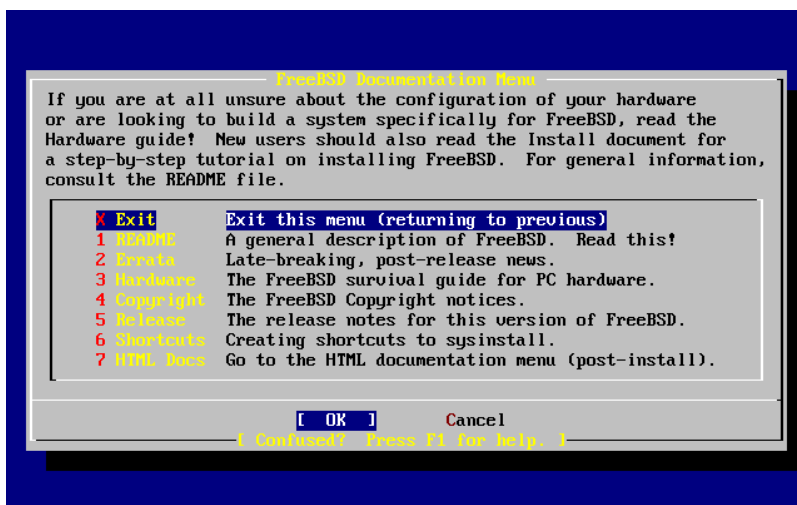 FreeBSD Documentation Menu
If you are at all unsure about the configuration of your hardware
or are looking to build a system specifically for FreeBSD, read the
Hardware guide!  New users should also read the Install document for
a step-by-step tutorial on installing FreeBSD.  For general information,
consult the README file.
X Exit Exit this menu (returning to previous)
1 README A general description of FreeBSD.  Read this!
2 Errata Late-breaking, post-release news.
3 Hardware The FreeBSD survival guide for PC hardware.
4 Copyright The FreeBSD Copyright notices.
5 Release The release notes for this version of FreeBSD.
6 Shortcuts Creating shortcuts to sysinstall.
7 HTML Docs Go to the HTML documentation menu (post-install).
[  OK  ] Cancel
[ Confused?  Press F1 for help. ]